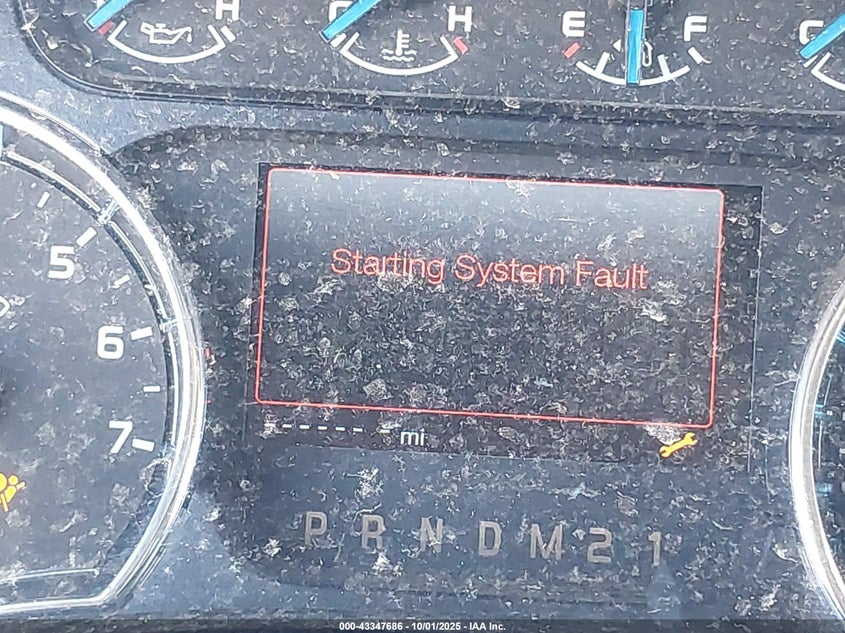 H
H
E
F
C
Starting System Fault
5
6
7
------ mi
P R N D M 2 1
000-43347686 - 10/01/2025 - IAA Inc.